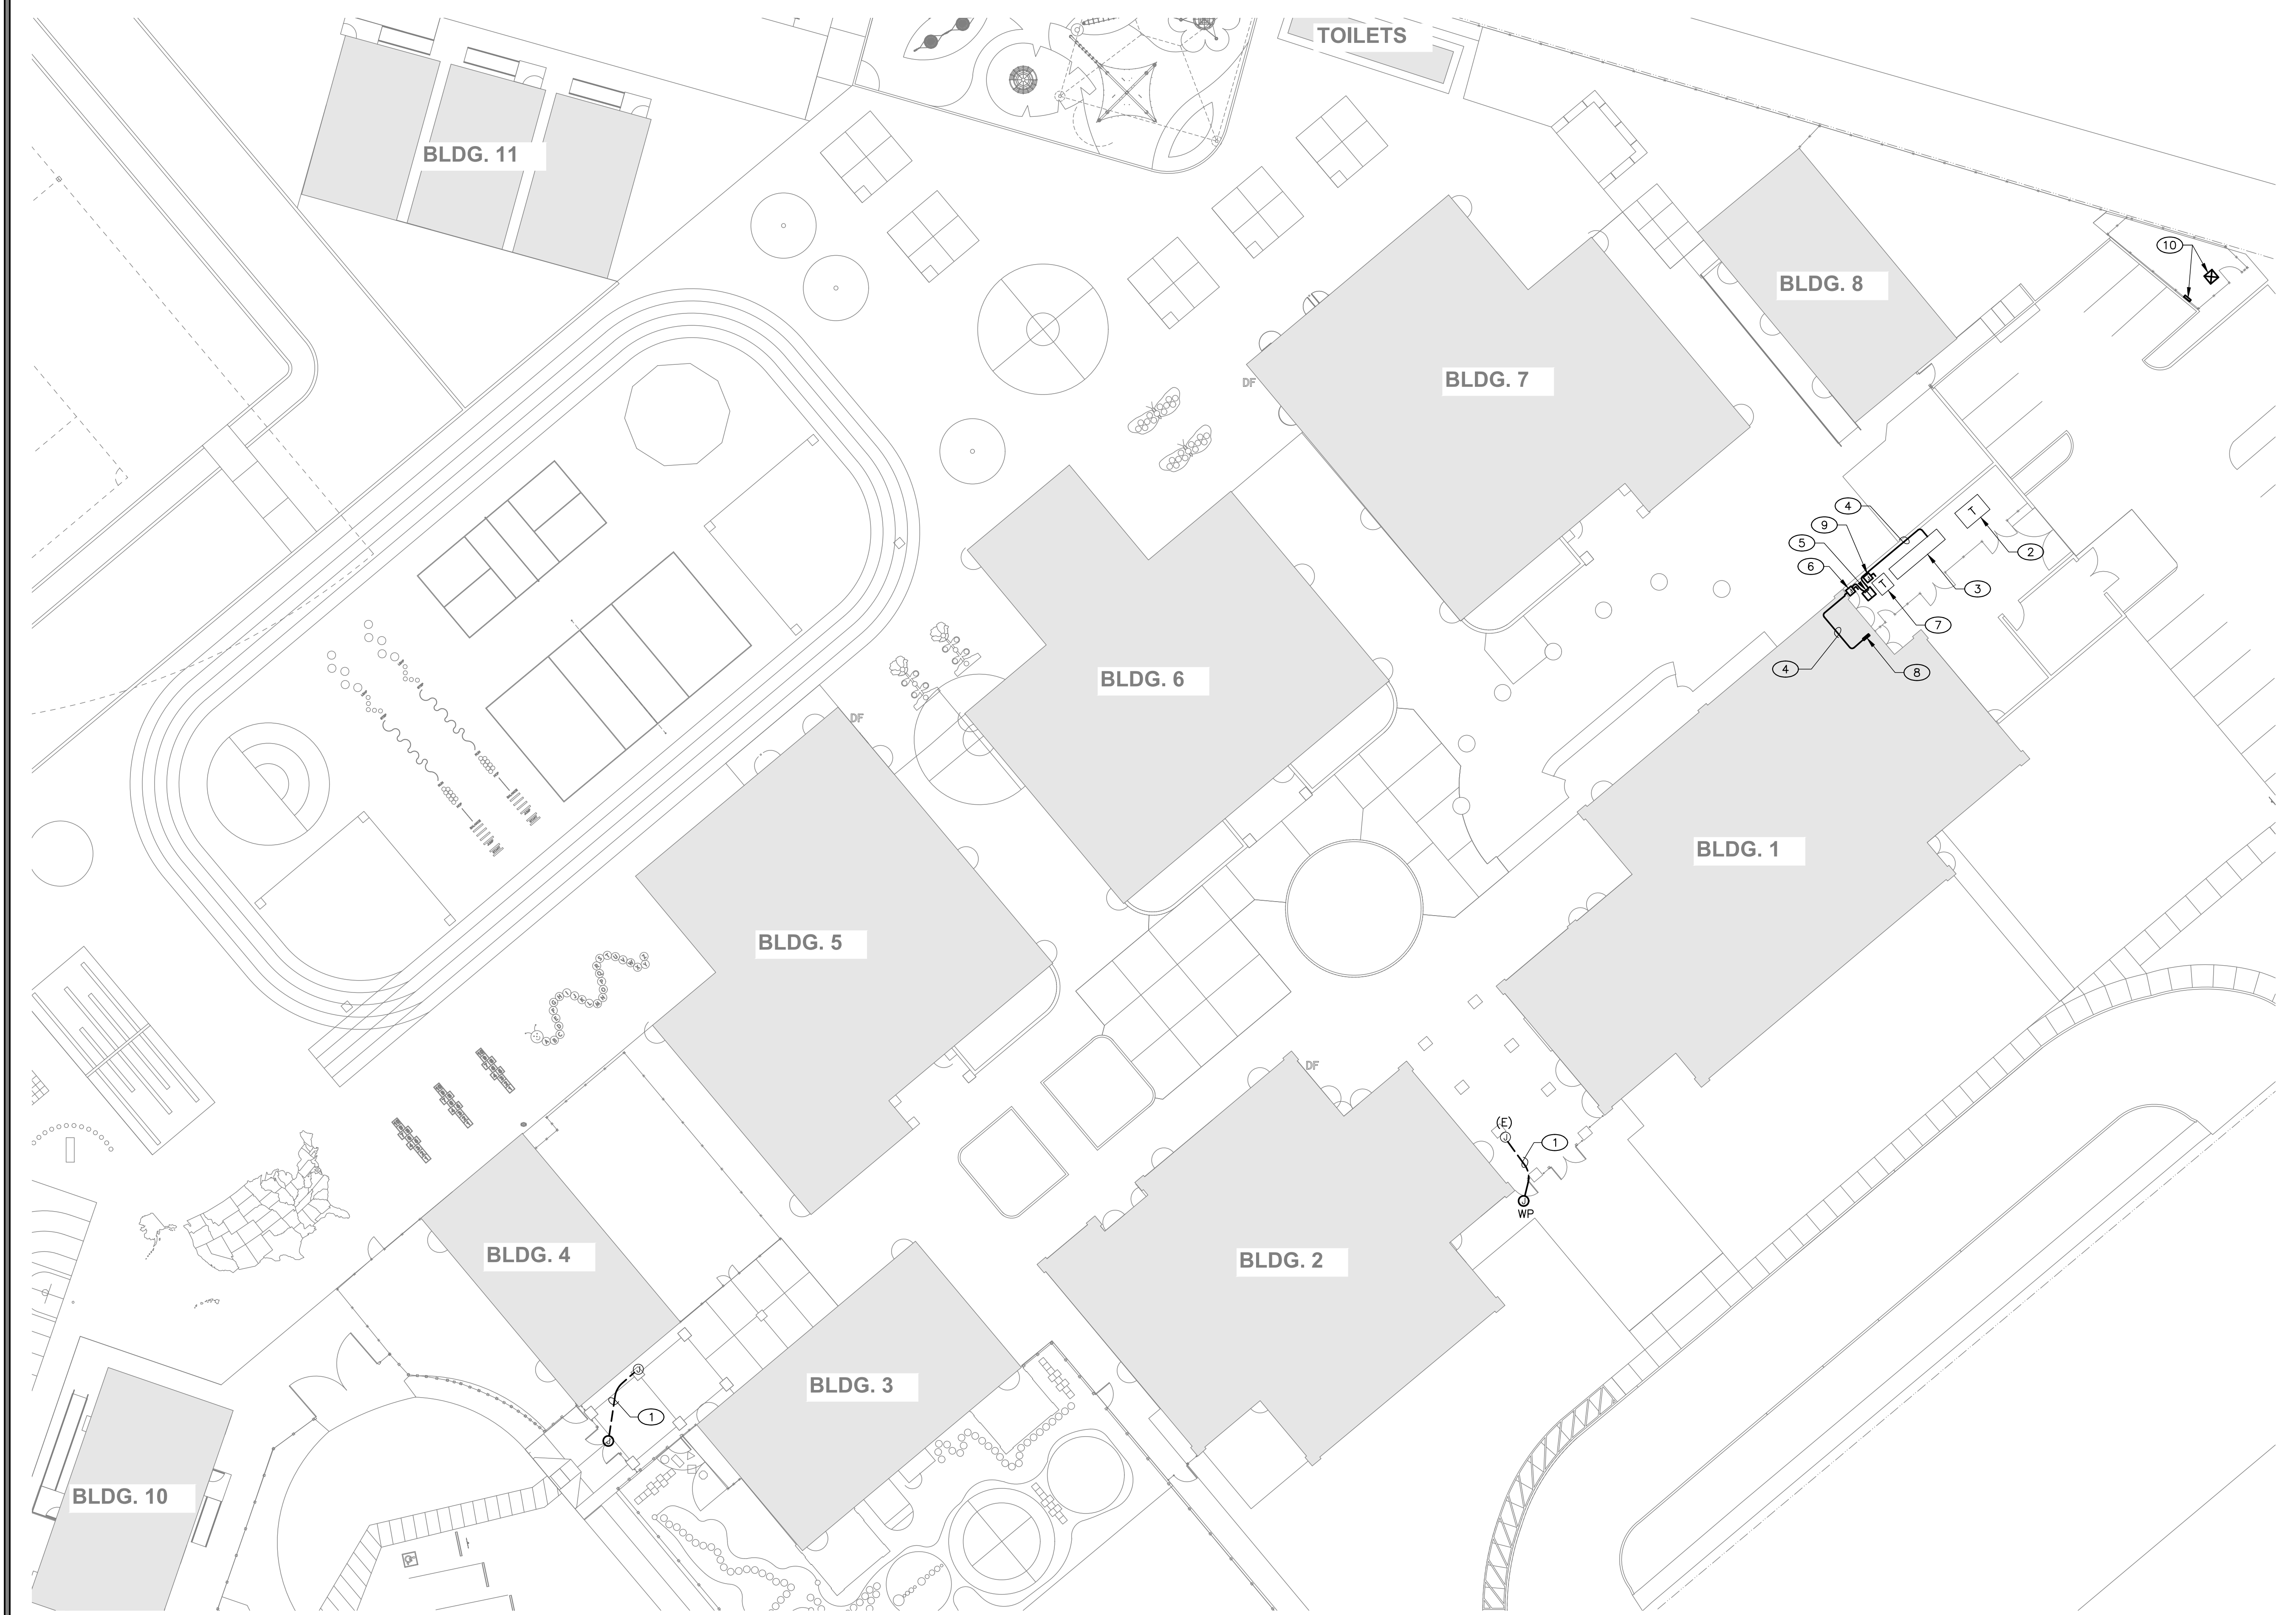 TOILETS
BLDG. 11
10
BLDG. 8
BLDG. 7
DF
4
9
T
5
2
6
T
3
7
4
8
BLDG. 6
DF
BLDG. 1
BLDG. 5
DF
(E)
J
1
J
WP
BLDG. 4
BLDG. 2
J
BLDG. 3
1
J
BLDG. 10